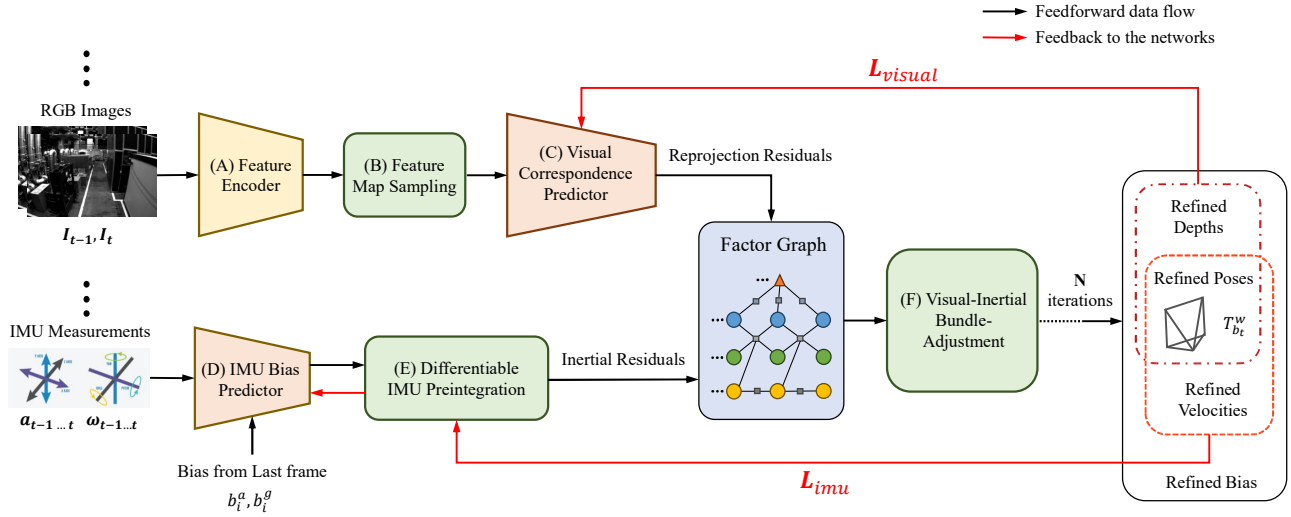 Feedforward data flow
Feedback to the networks
L_visual
RGB Images
(A) Feature
Encoder
(B) Feature
Map Sampling
(C) Visual
Correspondence
Predictor
Reprojection Residuals
I_{t−1}, I_t
Factor Graph
(F) Visual-Inertial
Bundle-
Adjustment
N
iterations
Refined
Depths
Refined Poses
T_{b_t}^w
Refined
Velocities
Refined Bias
IMU Measurements
(D) IMU Bias
Predictor
(E) Differentiable
IMU Preintegration
Inertial Residuals
a_{t−1 …t} ω_{t−1…t}
Bias from Last frame
b_i^a, b_i^g
L_imu